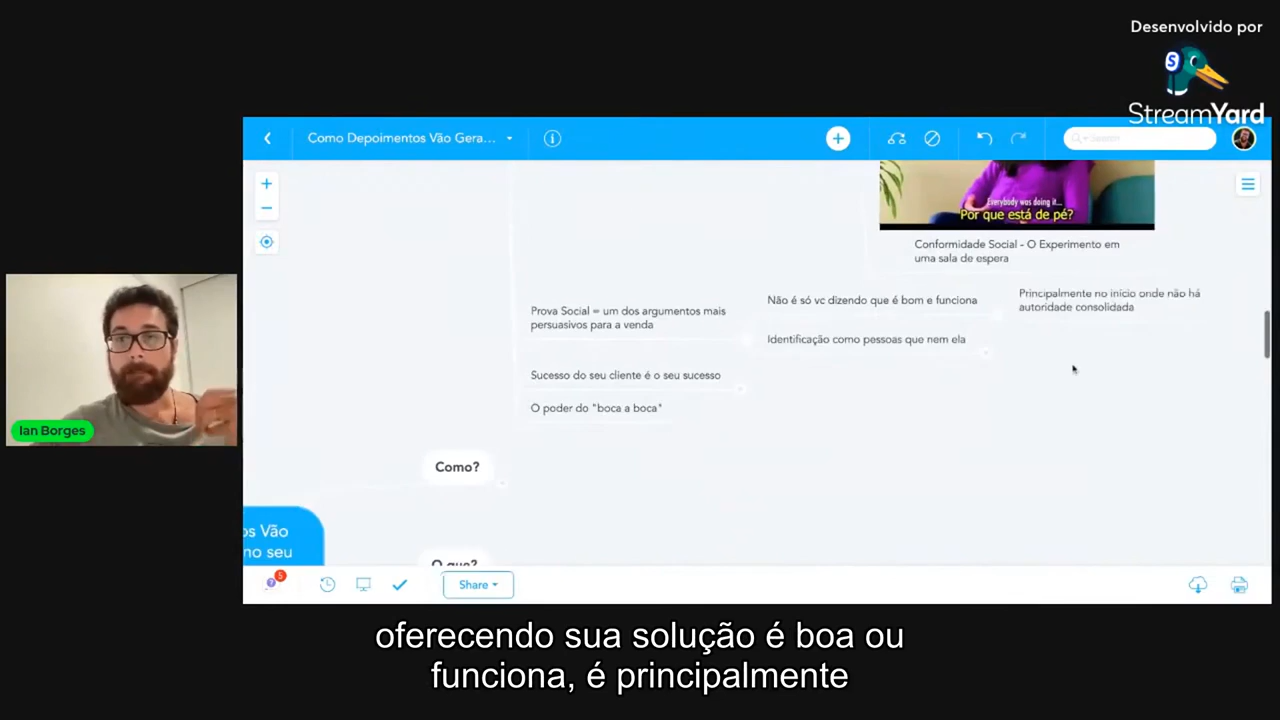 Desenvolvido por
StreamYard
Como Depoimentos Vão Gera...
Search
Everybody was doing it...
Por que está de pé?
Conformidade Social - O Experimento em
uma sala de espera
Prova Social = um dos argumentos mais
persuasivos para a venda
Não é só vc dizendo que é bom e funciona
Principalmente no início onde não há
autoridade consolidada
Identificação como pessoas que nem ela
Sucesso do seu cliente é o seu sucesso
O poder do "boca a boca"
Ian Borges
Como?
os Vão
no seu
O que?
5
Share
oferecendo sua solução é boa ou
funciona, é principalmente